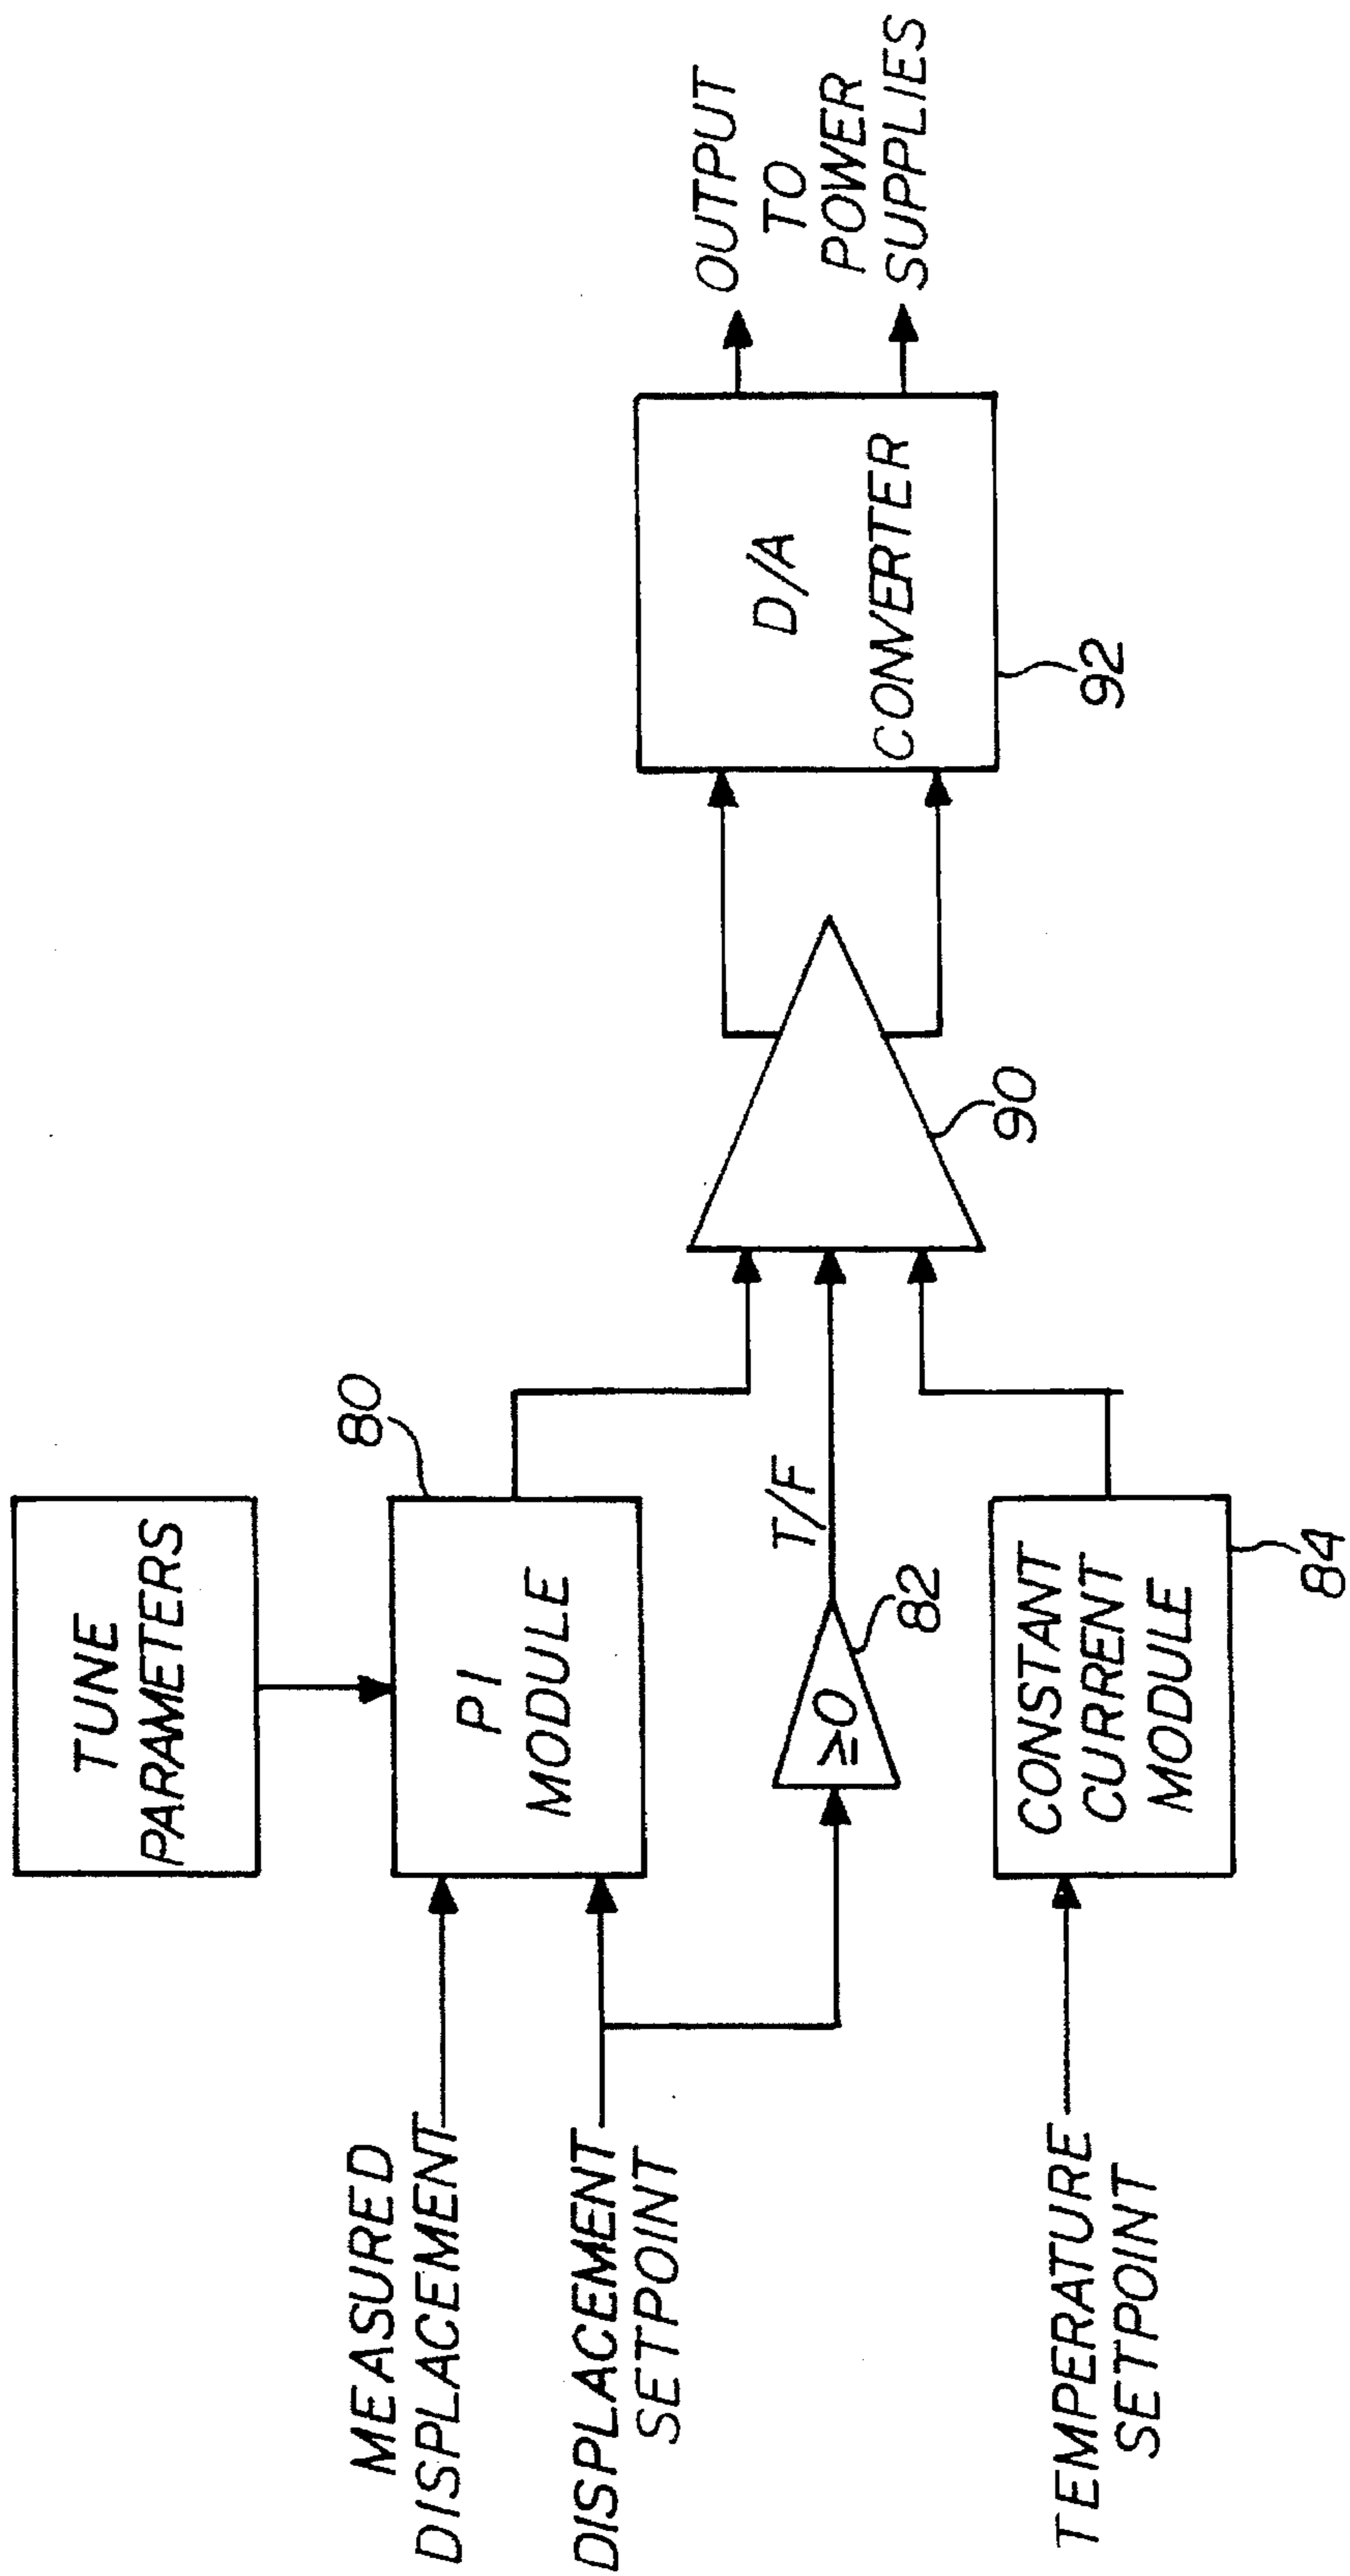 TUNE
PARAMETERS
80
MEASURED
DISPLACEMENT
PI
MODULE
DISPLACEMENT
SETPOINT
≥0
82
T/F
TEMPERATURE
SETPOINT
CONSTANT
CURRENT
MODULE
84
90
D/A
CONVERTER
92
OUTPUT
TO
POWER
SUPPLIES